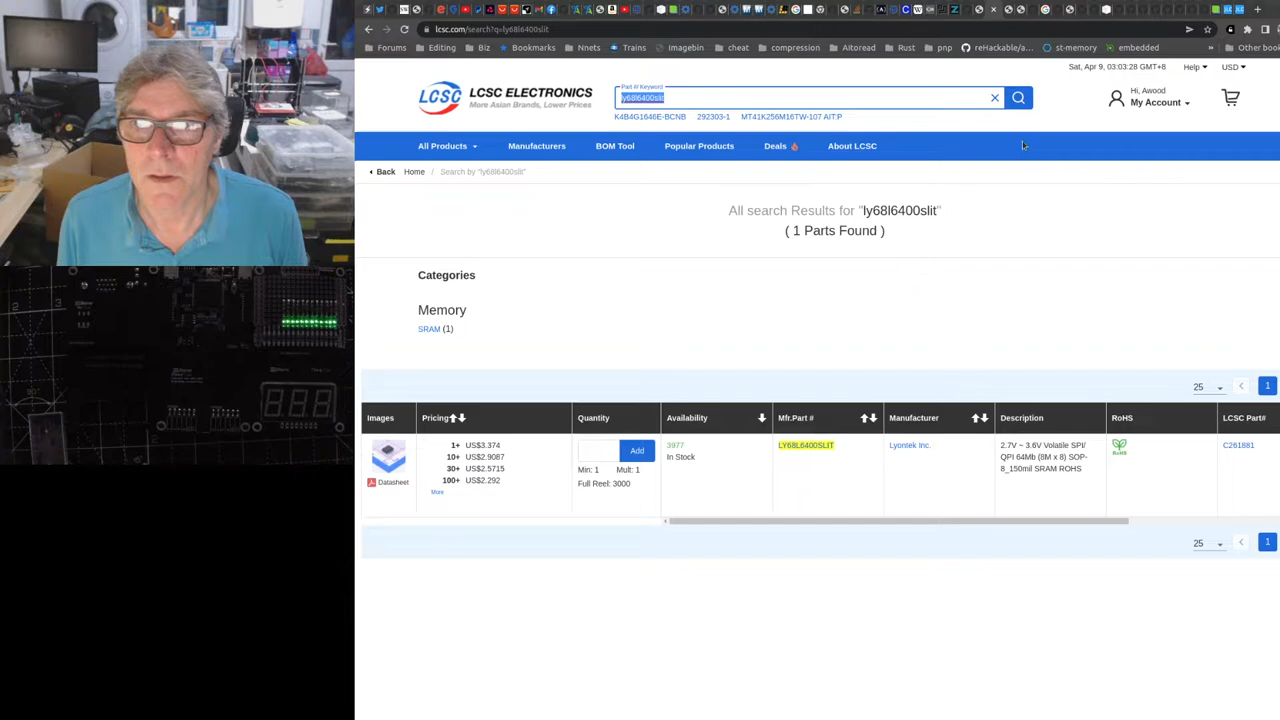 lcsc.com/search?q=ly68l6400slit
Forums
Editing
Biz
Bookmarks
Nnets
Trains
Imagebin
cheat
compression
Altoread
Rust
pnp
reHackable/a...
st-memory
embedded
»
Other book
Sat, Apr 9, 03:03:28 GMT+8
Help
USD
LCSC ELECTRONICS
More Asian Brands, Lower Prices
Part #/ Keyword
ly68l6400slit
K4B4G1646E-BCNB
292303-1
MT41K256M16TW-107 AIT:P
Hi, Awood
My Account
All Products
Manufacturers
BOM Tool
Popular Products
Deals
About LCSC
Back
Home / Search by "ly68l6400slit"
All search Results for "ly68l6400slit"
( 1 Parts Found )
Categories
Memory
SRAM (1)
25
1
Images
Pricing
Quantity
Availability
Mfr.Part #
Manufacturer
Description
RoHS
LCSC Part#
Datasheet
1+ US$3.374
10+ US$2.9087
30+ US$2.5715
100+ US$2.292
More
Add
Min: 1 Mult: 1
Full Reel: 3000
3977
In Stock
LY68L6400SLIT
Lyontek Inc.
2.7V ~ 3.6V Volatile SPI/
QPI 64Mb (8M x 8) SOP-
8_150mil SRAM ROHS
RoHS
C261881
25
1